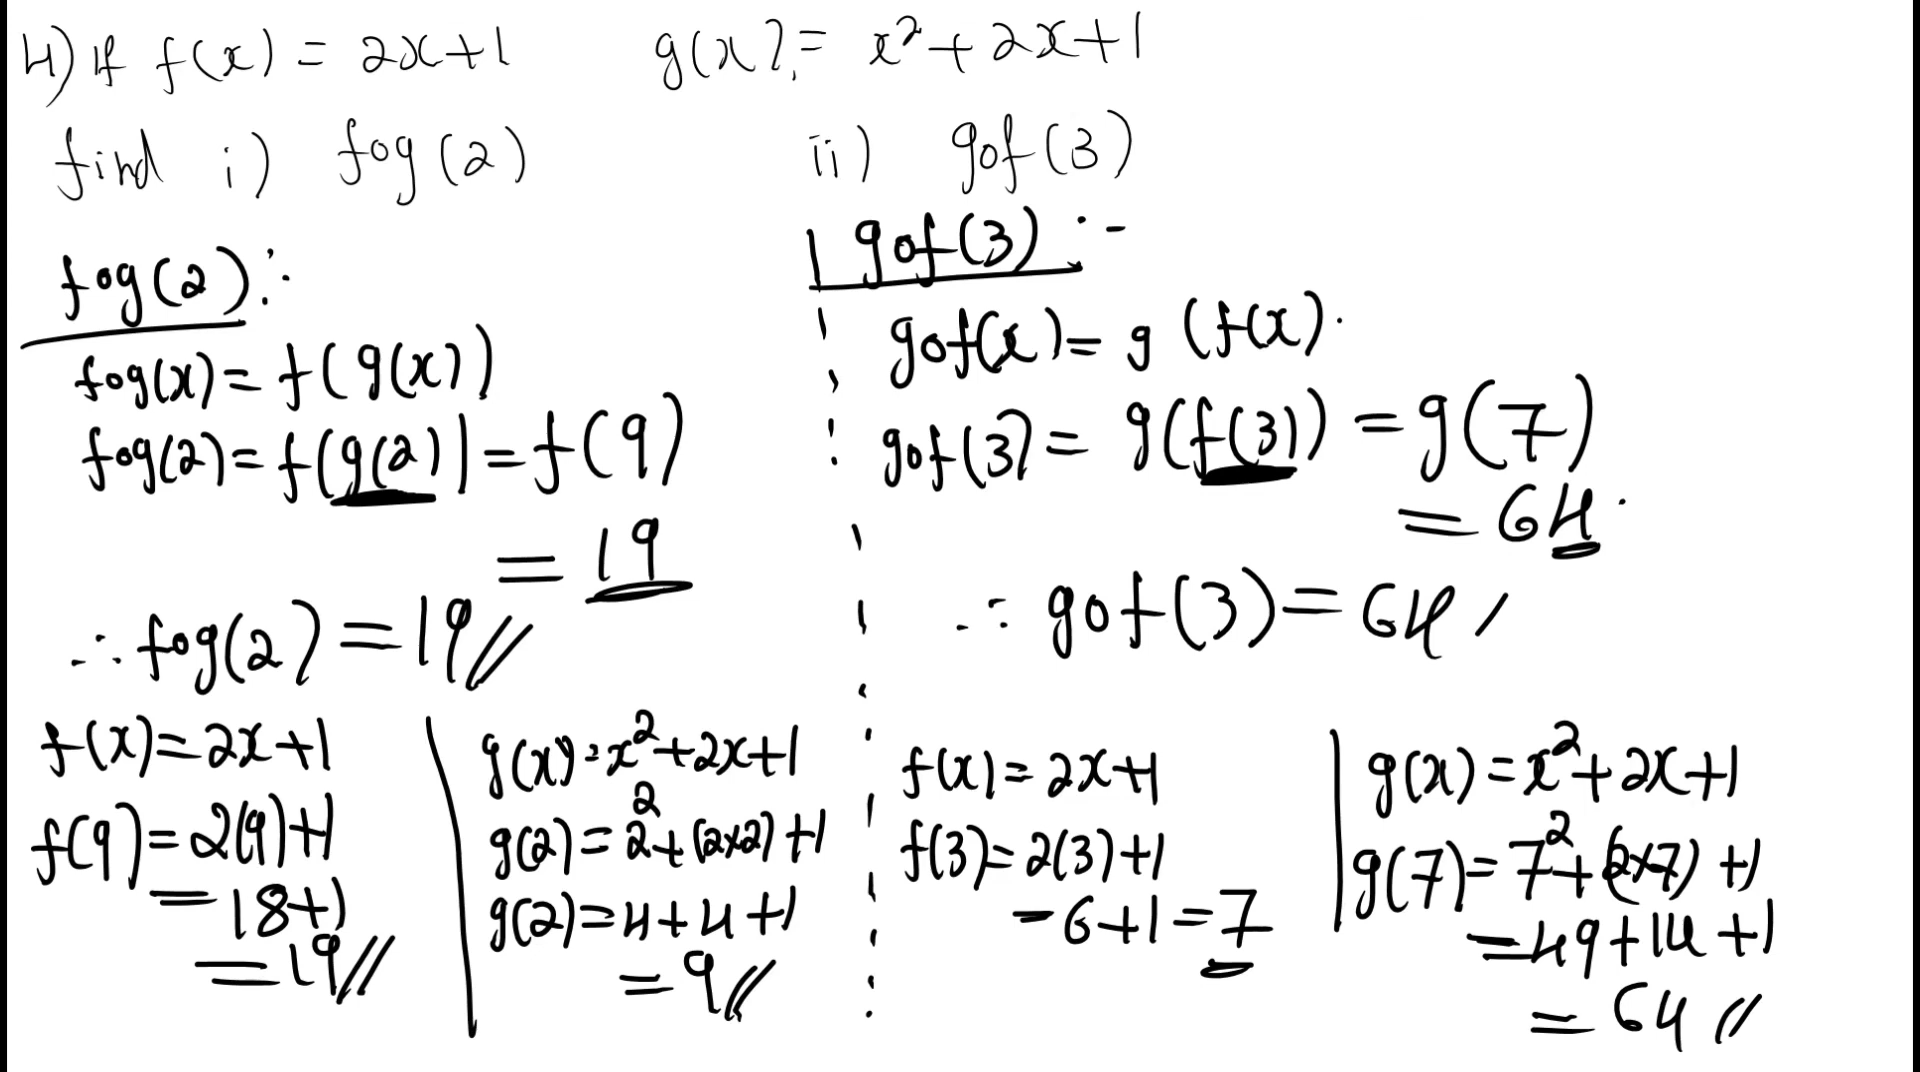 4) If f(x) = 2x+1 g(x) = x²+2x+1
find i) fog(2) ii) gof(3)
fog(2):-
fog(x) = f(g(x))
fog(2) = f(g(2)) = f(9)
= 19
∴ fog(2) = 19//
f(x) = 2x+1
f(9) = 2(9)+1
= 18+1
= 19//
g(x) = x²+2x+1
g(2) = 2²+(2×2)+1
g(2) = 4+4+1
= 9//
gof(3) :-
gof(x) = g (f(x).
gof(3) = g(f(3)) = g(7)
= 64.
∴ gof(3) = 64/
f(x) = 2x+1
f(3) = 2(3)+1
= 6+1 = 7
g(x) = x²+2x+1
g(7) = 7²+(2×7)+1
= 49+14+1
= 64//